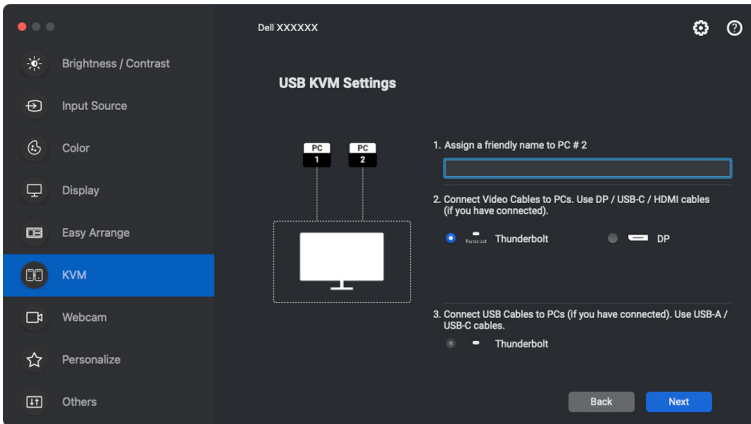 Dell XXXXXX
Brightness / Contrast
Input Source
Color
Display
Easy Arrange
KVM
Webcam
Personalize
Others
USB KVM Settings
PC
1
PC
2
1. Assign a friendly name to PC # 2
2. Connect Video Cables to PCs. Use DP / USB-C / HDMI cables
(if you have connected).
Thunderbolt Thunderbolt
DP
3. Connect USB Cables to PCs (if you have connected). Use USB-A /
USB-C cables.
Thunderbolt
Back
Next